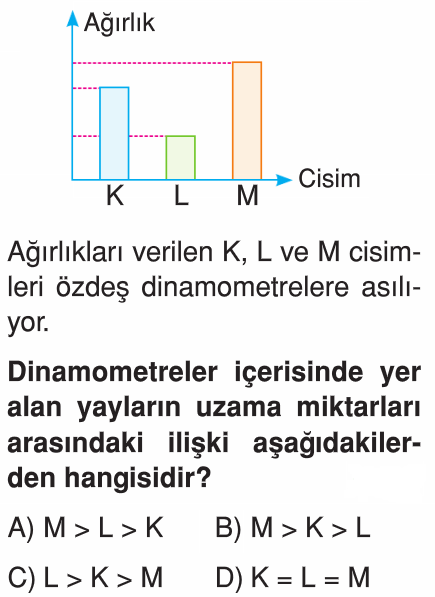 Ağırlık
Cisim
K L M
Ağırlıkları verilen K, L ve M cisim-
leri özdeş dinamometrelere asılı-
yor.
Dinamometreler içerisinde yer
alan yayların uzama miktarları
arasındaki ilişki aşağıdakiler-
den hangisidir?
A) M > L > K B) M > K > L
C) L > K > M D) K = L = M